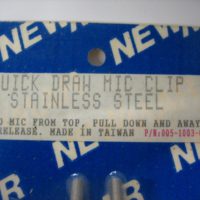 NEW
UICK DRAW MIC CLIP
STAINLESS STEEL
MIC FROM TOP, PULL DOWN AND AWAY
RELEASE. MADE IN TAIWAN P/N:005-1003-
NEW